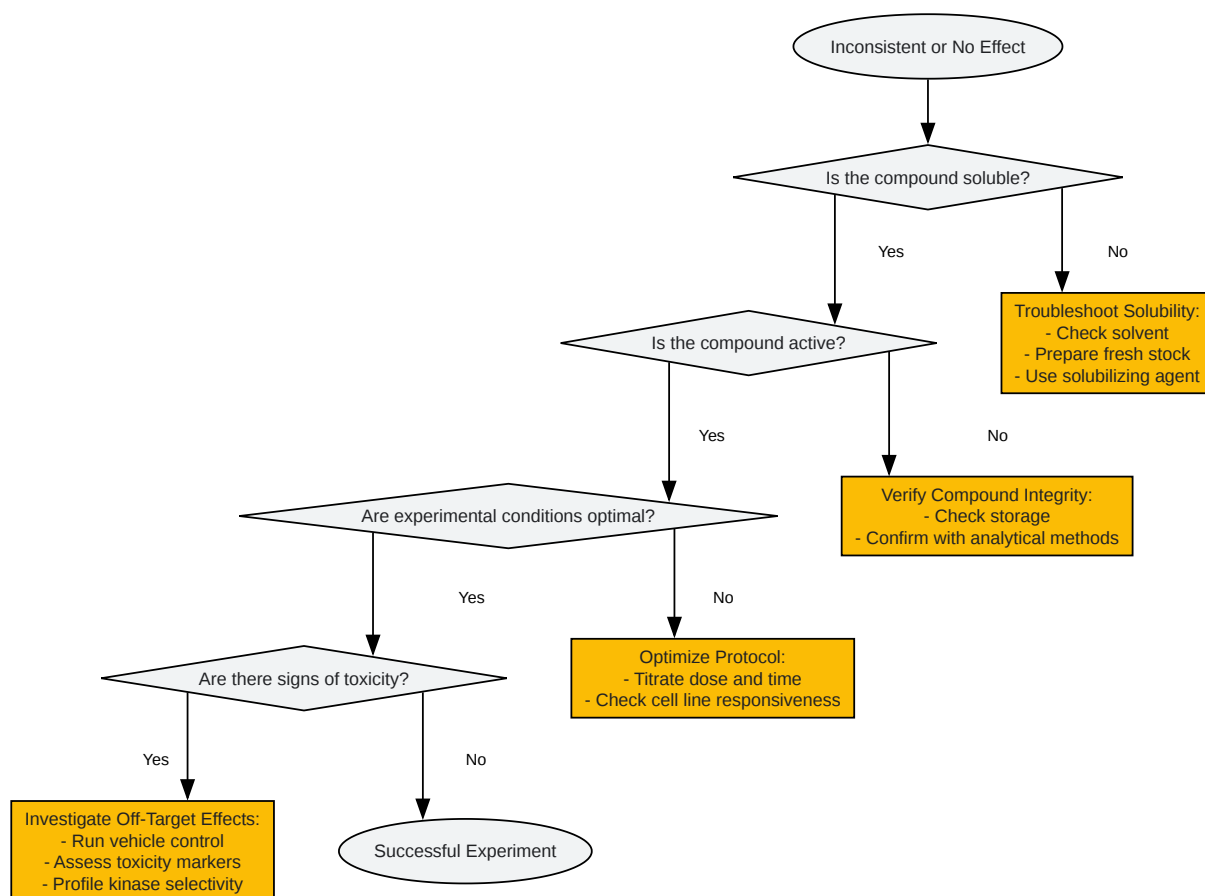 Inconsistent or No Effect
Is the compound soluble?
Yes
No
Troubleshoot Solubility:
- Check solvent
- Prepare fresh stock
- Use solubilizing agent
Is the compound active?
Yes
No
Verify Compound Integrity:
- Check storage
- Confirm with analytical methods
Are experimental conditions optimal?
Yes
No
Optimize Protocol:
- Titrate dose and time
- Check cell line responsiveness
Are there signs of toxicity?
Yes
No
Investigate Off-Target Effects:
- Run vehicle control
- Assess toxicity markers
- Profile kinase selectivity
Successful Experiment